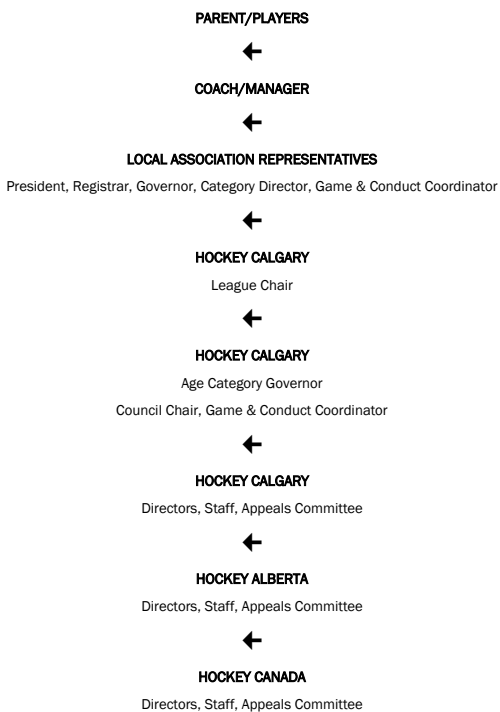 PARENT/PLAYERS
COACH/MANAGER
LOCAL ASSOCIATION REPRESENTATIVES
President, Registrar, Governor, Category Director, Game & Conduct Coordinator
HOCKEY CALGARY
League Chair
HOCKEY CALGARY
Age Category Governor
Council Chair, Game & Conduct Coordinator
HOCKEY CALGARY
Directors, Staff, Appeals Committee
HOCKEY ALBERTA
Directors, Staff, Appeals Committee
HOCKEY CANADA
Directors, Staff, Appeals Committee